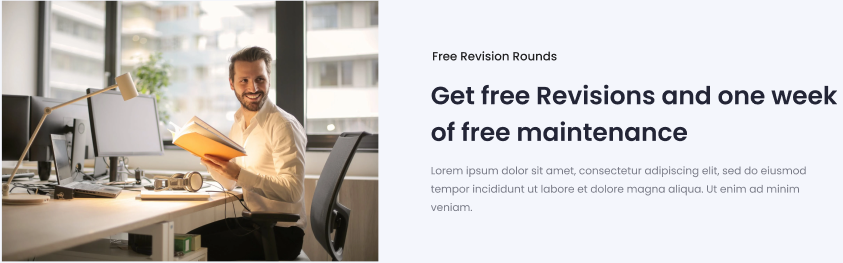 Free Revision Rounds
Get free Revisions and one week
of free maintenance
Lorem ipsum dolor sit amet, consectetur adipiscing elit, sed do eiusmod
tempor incididunt ut labore et dolore magna aliqua. Ut enim ad minim
veniam.